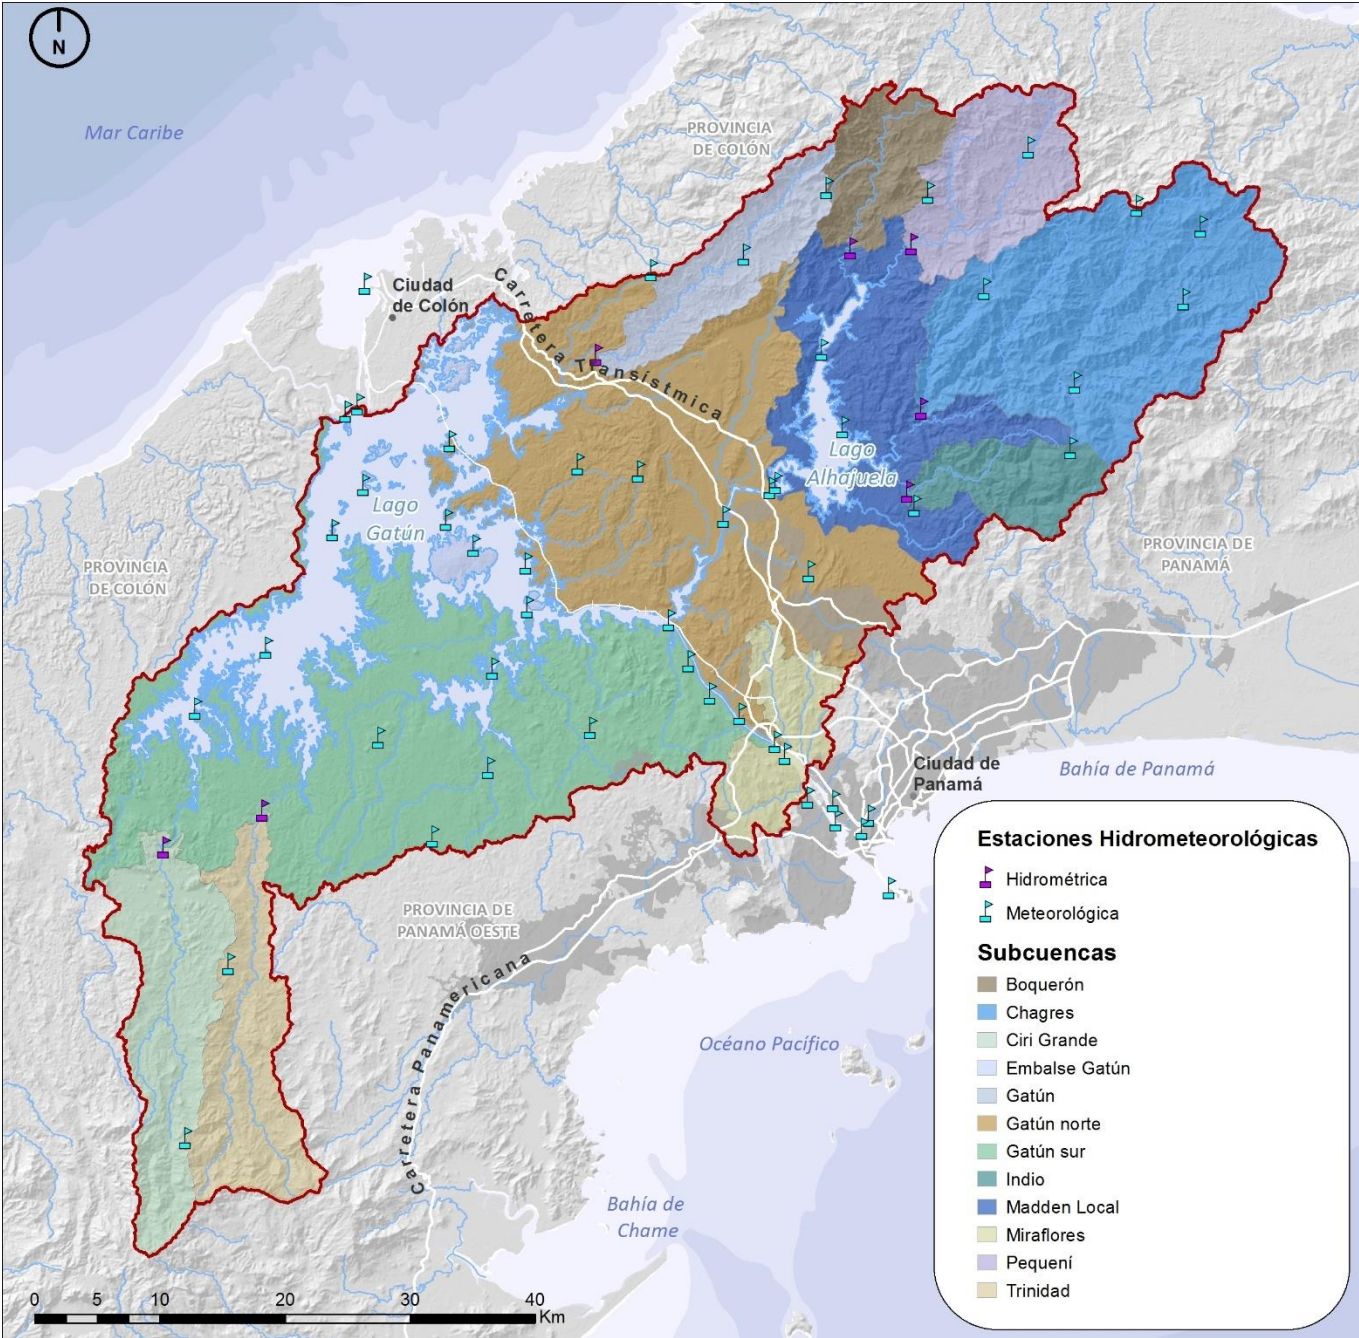 N
Mar Caribe
PROVINCIA
DE COLÓN
Ciudad
de Colón
Carretera Transístmica
Lago
Alhajuela
Lago
Gatún
PROVINCIA
DE COLÓN
PROVINCIA DE
PANAMÁ
Ciudad de
Panamá
Bahía de Panamá
PROVINCIA DE
PANAMÁ OESTE
Carretera Panamericana
Océano Pacífico
Bahía de
Chame
Estaciones Hidrometeorológicas
Hidrométrica
Meteorológica
Subcuencas
Boquerón
Chagres
Ciri Grande
Embalse Gatún
Gatún
Gatún norte
Gatún sur
Indio
Madden Local
Miraflores
Pequení
Trinidad
0 5 10 20 30 40
Km